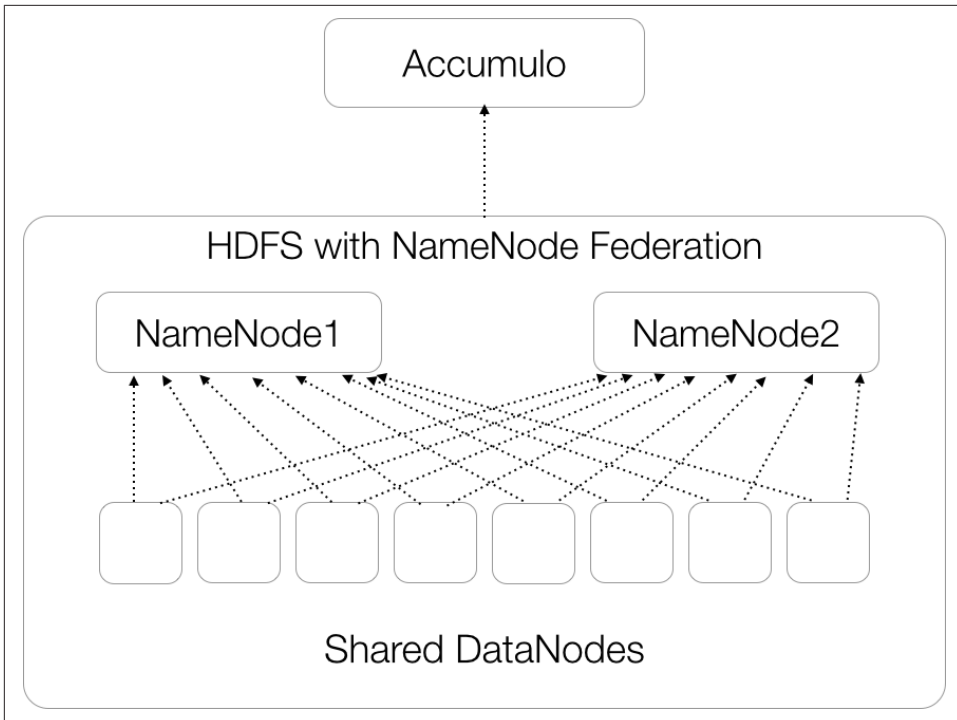 Accumulo
HDFS with NameNode Federation
NameNode1
NameNode2
Shared DataNodes